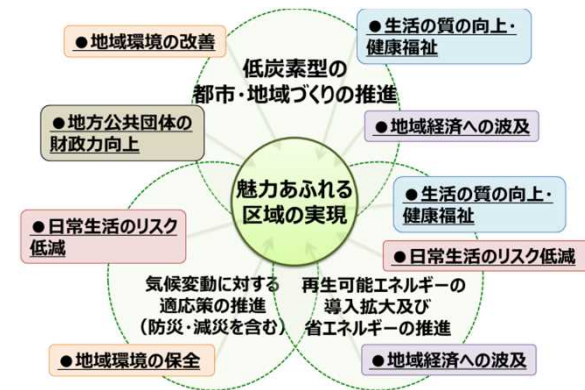 ●地域環境の改善
●生活の質の向上・
健康福祉
低炭素型の
都市・地域づくりの推進
●地方公共団体の
財政力向上
●地域経済への波及
魅力あふれる
区域の実現
●生活の質の向上・
健康福祉
●日常生活のリスク
低減
●日常生活のリスク低減
気候変動に対する
適応策の推進
（防災・減災を含む）
再生可能エネルギーの
導入拡大及び
省エネルギーの推進
●地域環境の保全
●地域経済への波及